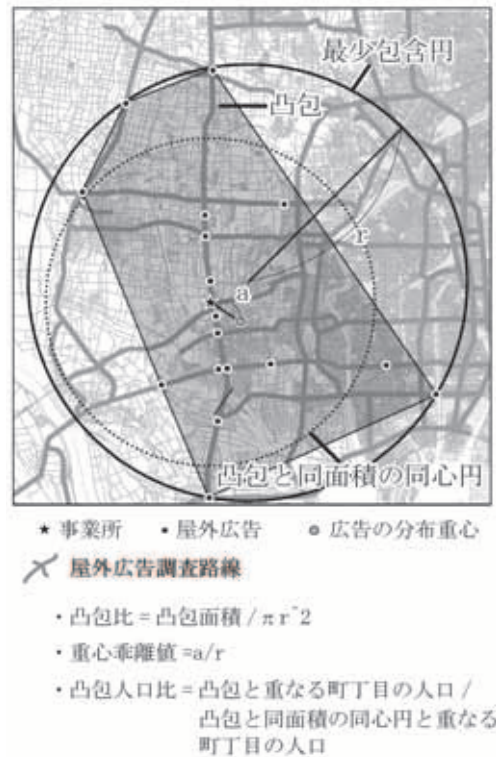 最少包含円
凸包
r
a
凸包と同面積の同心円
★ 事業所 ・屋外広告 ◎ 広告の分布重心
屋外広告調査路線
・凸包比 = 凸包面積 / πr^2
・重心乖離値 =a/r
・凸包人口比 = 凸包と重なる町丁目の人口 /
凸包と同面積の同心円と重なる
町丁目の人口